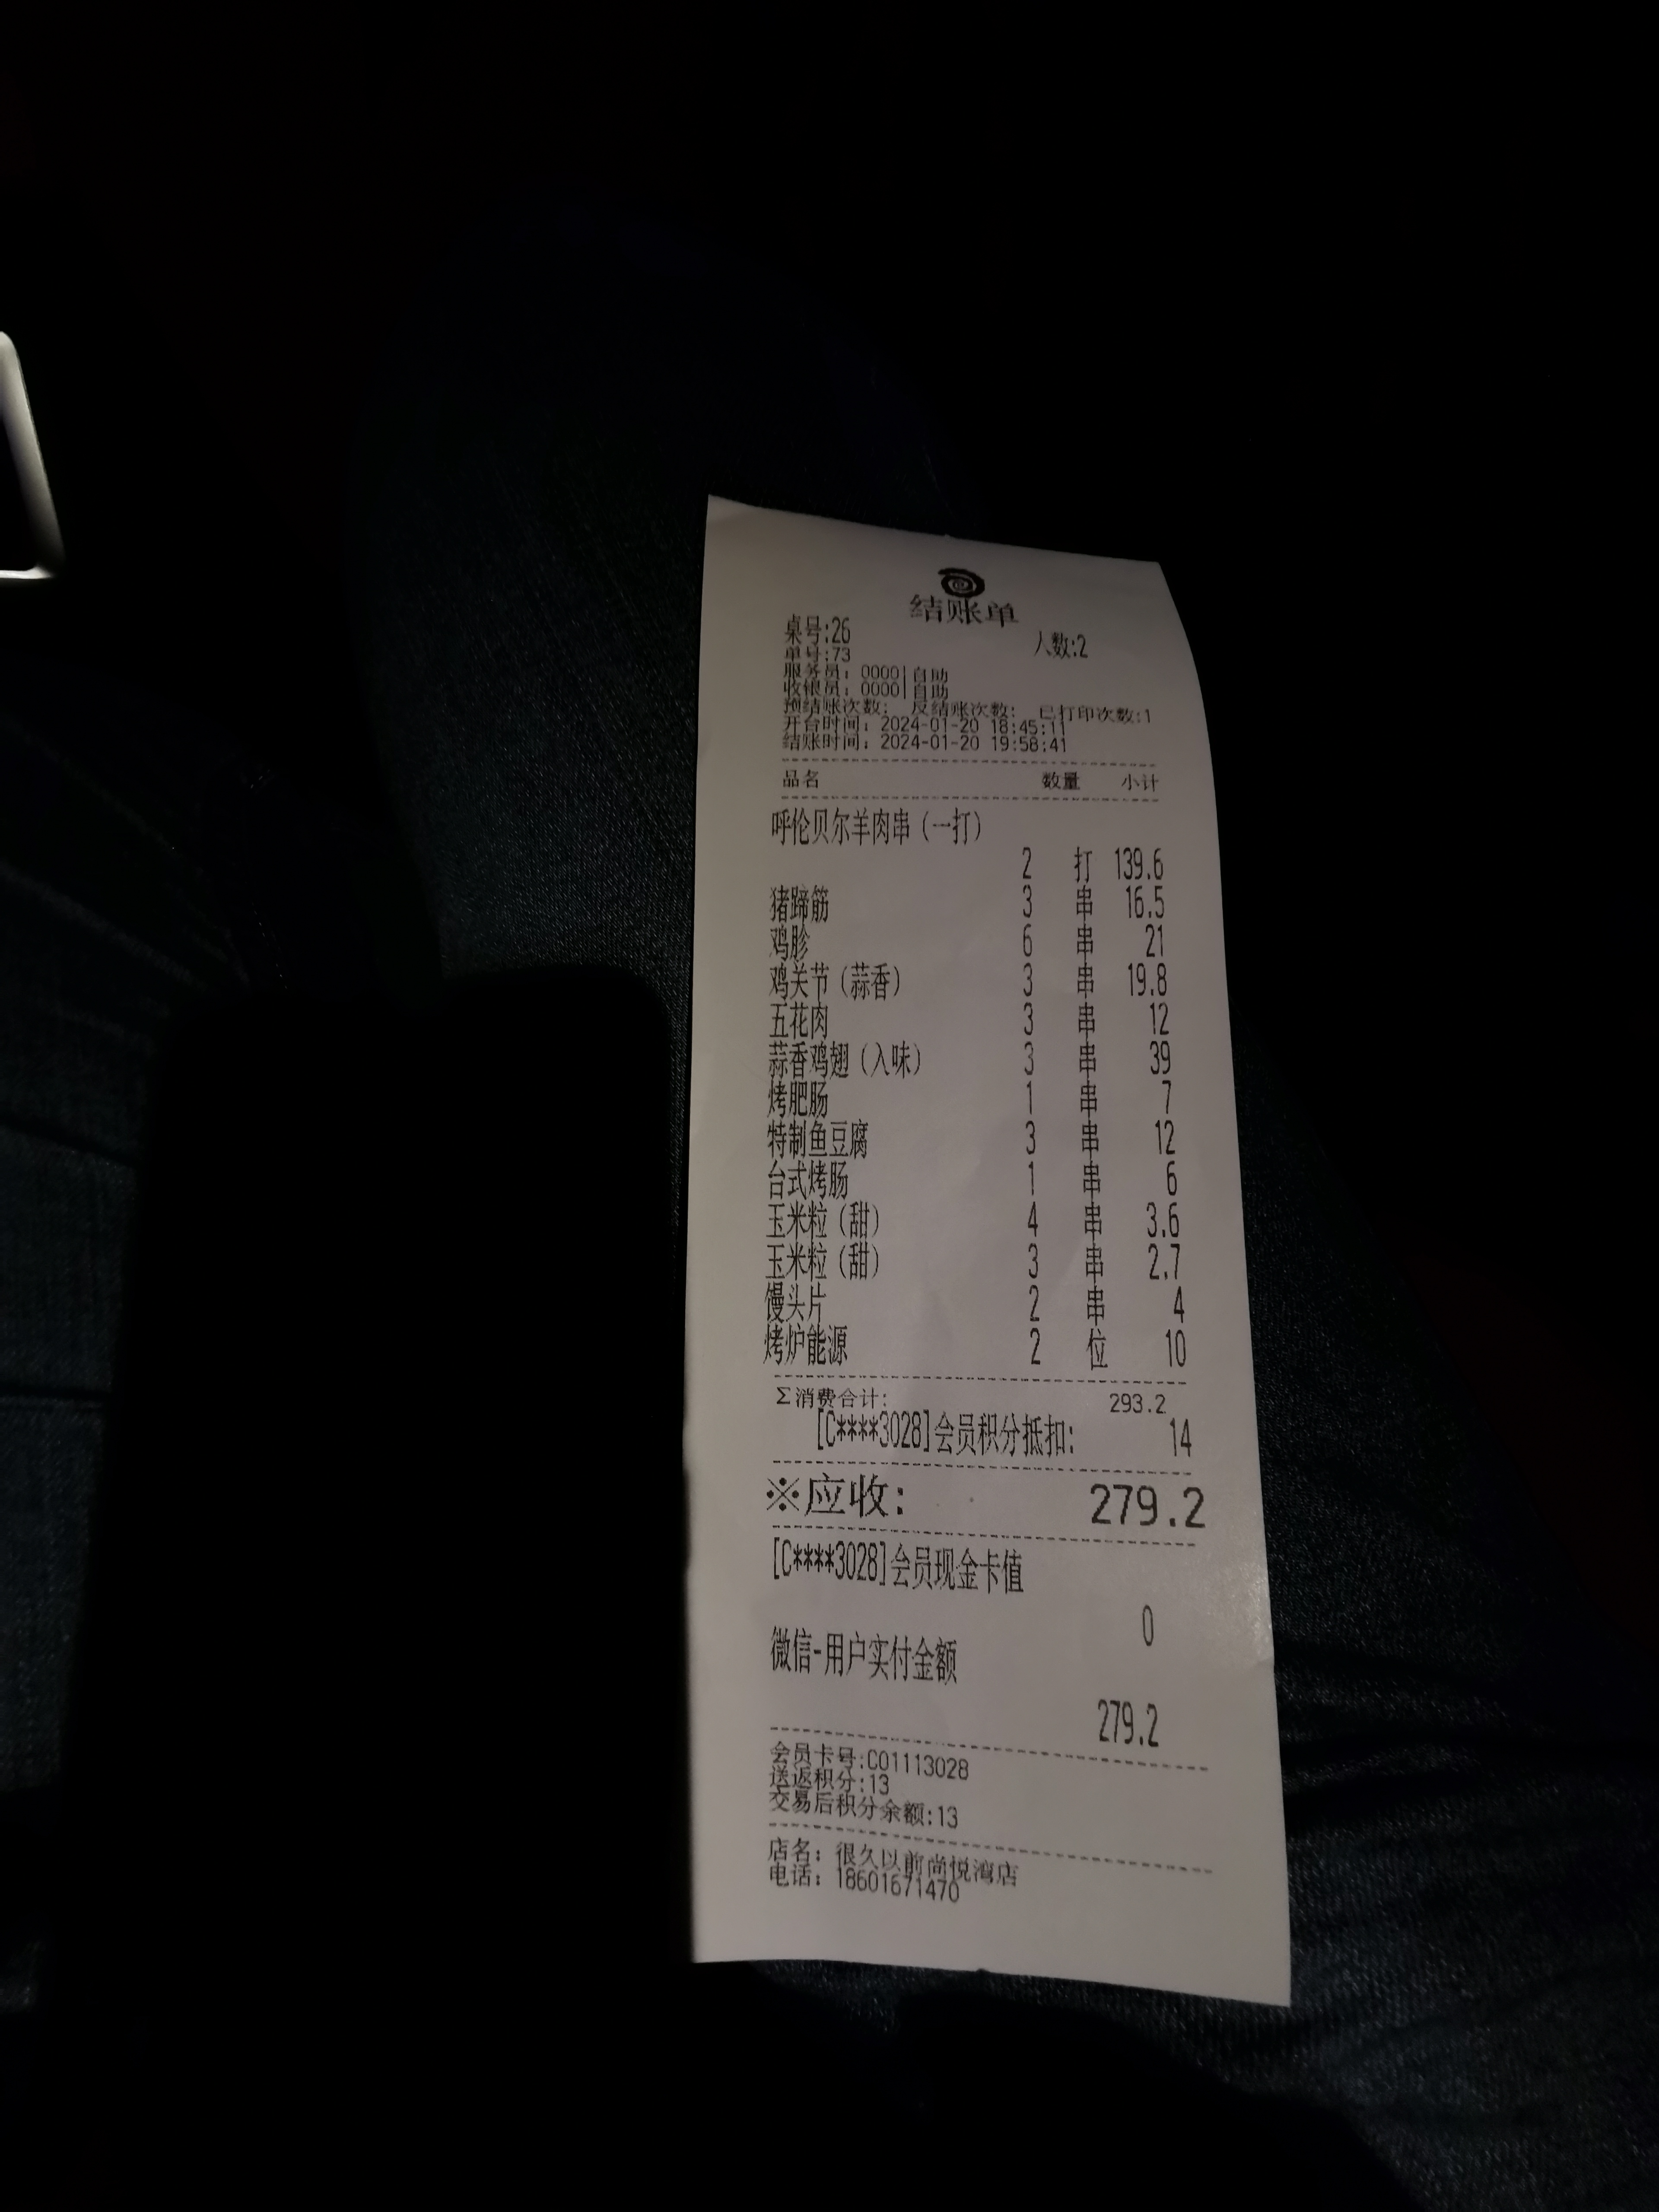 结账单
桌号:26 人数:2
单号:73
服务员: 0000|自助
收银员: 0000|自助
预结账次数: 反结账次数: 已打印次数:1
开台时间: 2024-01-20 18:45:11
结账时间: 2024-01-20 19:58:41
品名 数量 小计
呼伦贝尔羊肉串(一打)
2 打 139.6
猪蹄筋 3 串 16.5
鸡胗 6 串 21
鸡关节(蒜香) 3 串 19.8
五花肉 3 串 12
蒜香鸡翅(入味) 3 串 39
烤肥肠 1 串 7
特制鱼豆腐 3 串 12
台式烤肠 1 串 6
玉米粒(甜) 4 串 3.6
玉米粒(甜) 3 串 2.7
馒头片 2 串 4
烤炉能源 2 位 10
Σ消费合计: 293.2
[C****3028]会员积分抵扣: 14
※应收: 279.2
[C****3028]会员现金卡值
0
微信-用户实付金额
279.2
会员卡号:C01113028
送返积分:13
交易后积分余额:13
店名: 很久以前尚悦湾店
电话: 18601671470